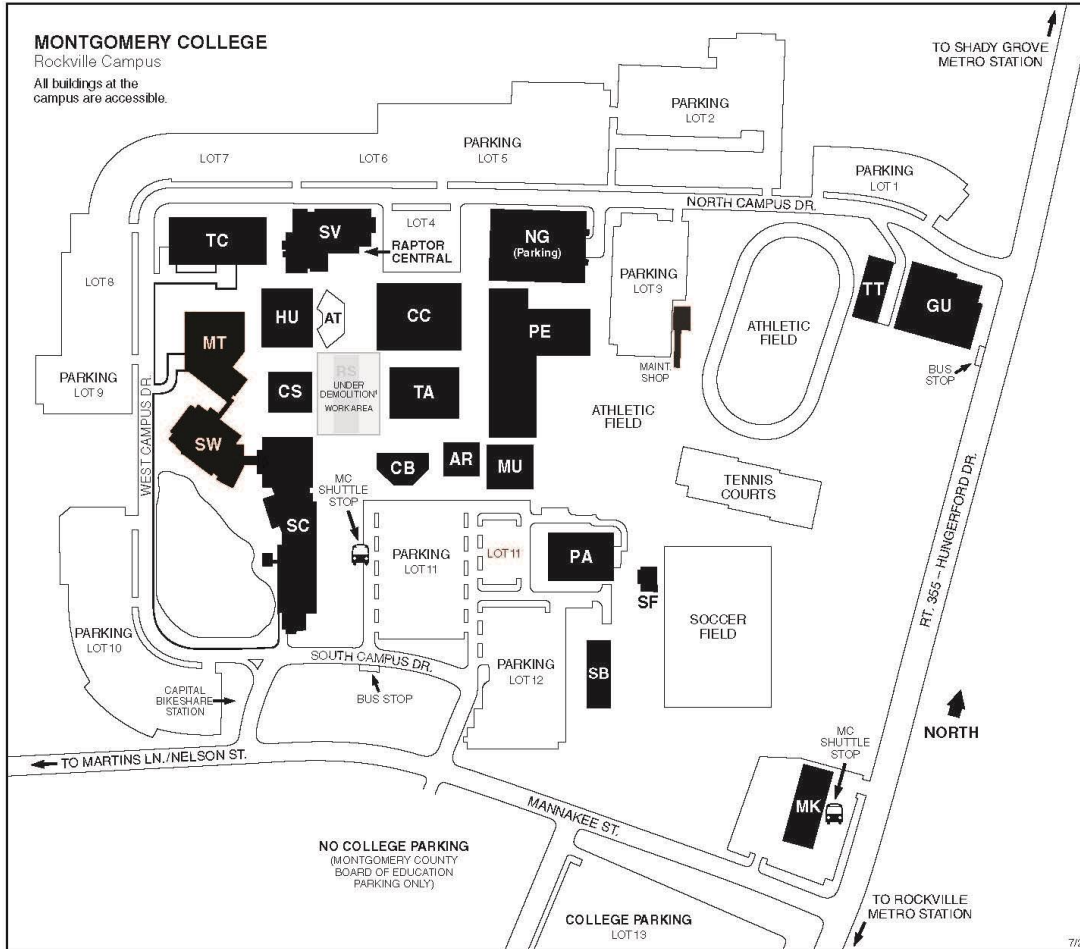 MONTGOMERY COLLEGE
Rockville Campus
All buildings at the
campus are accessible.
TO SHADY GROVE
METRO STATION
PARKING
LOT 2
PARKING
LOT 5
LOT 7
LOT 6
PARKING
LOT 1
NORTH CAMPUS DR.
LOT 4
TC
SV
RAPTOR
CENTRAL
NG
(Parking)
PARKING
LOT 3
LOT 8
TT
GU
HU
AT
CC
PE
ATHLETIC
FIELD
MT
MAINT.
SHOP
BUS
STOP
PARKING
LOT 9
RS
UNDER
DEMOLITION/
WORK AREA
CS
TA
ATHLETIC
FIELD
WEST CAMPUS DR.
SW
CB
AR
MU
MC
SHUTTLE
STOP
TENNIS
COURTS
SC
PARKING
LOT 11
LOT 11
PA
SF
RT. 355 – HUNGERFORD DR.
SOCCER
FIELD
PARKING
LOT 10
SOUTH CAMPUS DR.
PARKING
LOT 12
SB
CAPITAL
BIKESHARE
STATION
BUS STOP
NORTH
MC
SHUTTLE
STOP
TO MARTINS LN./NELSON ST.
MK
MANNAKEE ST.
NO COLLEGE PARKING
(MONTGOMERY COUNTY
BOARD OF EDUCATION
PARKING ONLY)
TO ROCKVILLE
METRO STATION
COLLEGE PARKING
LOT 13